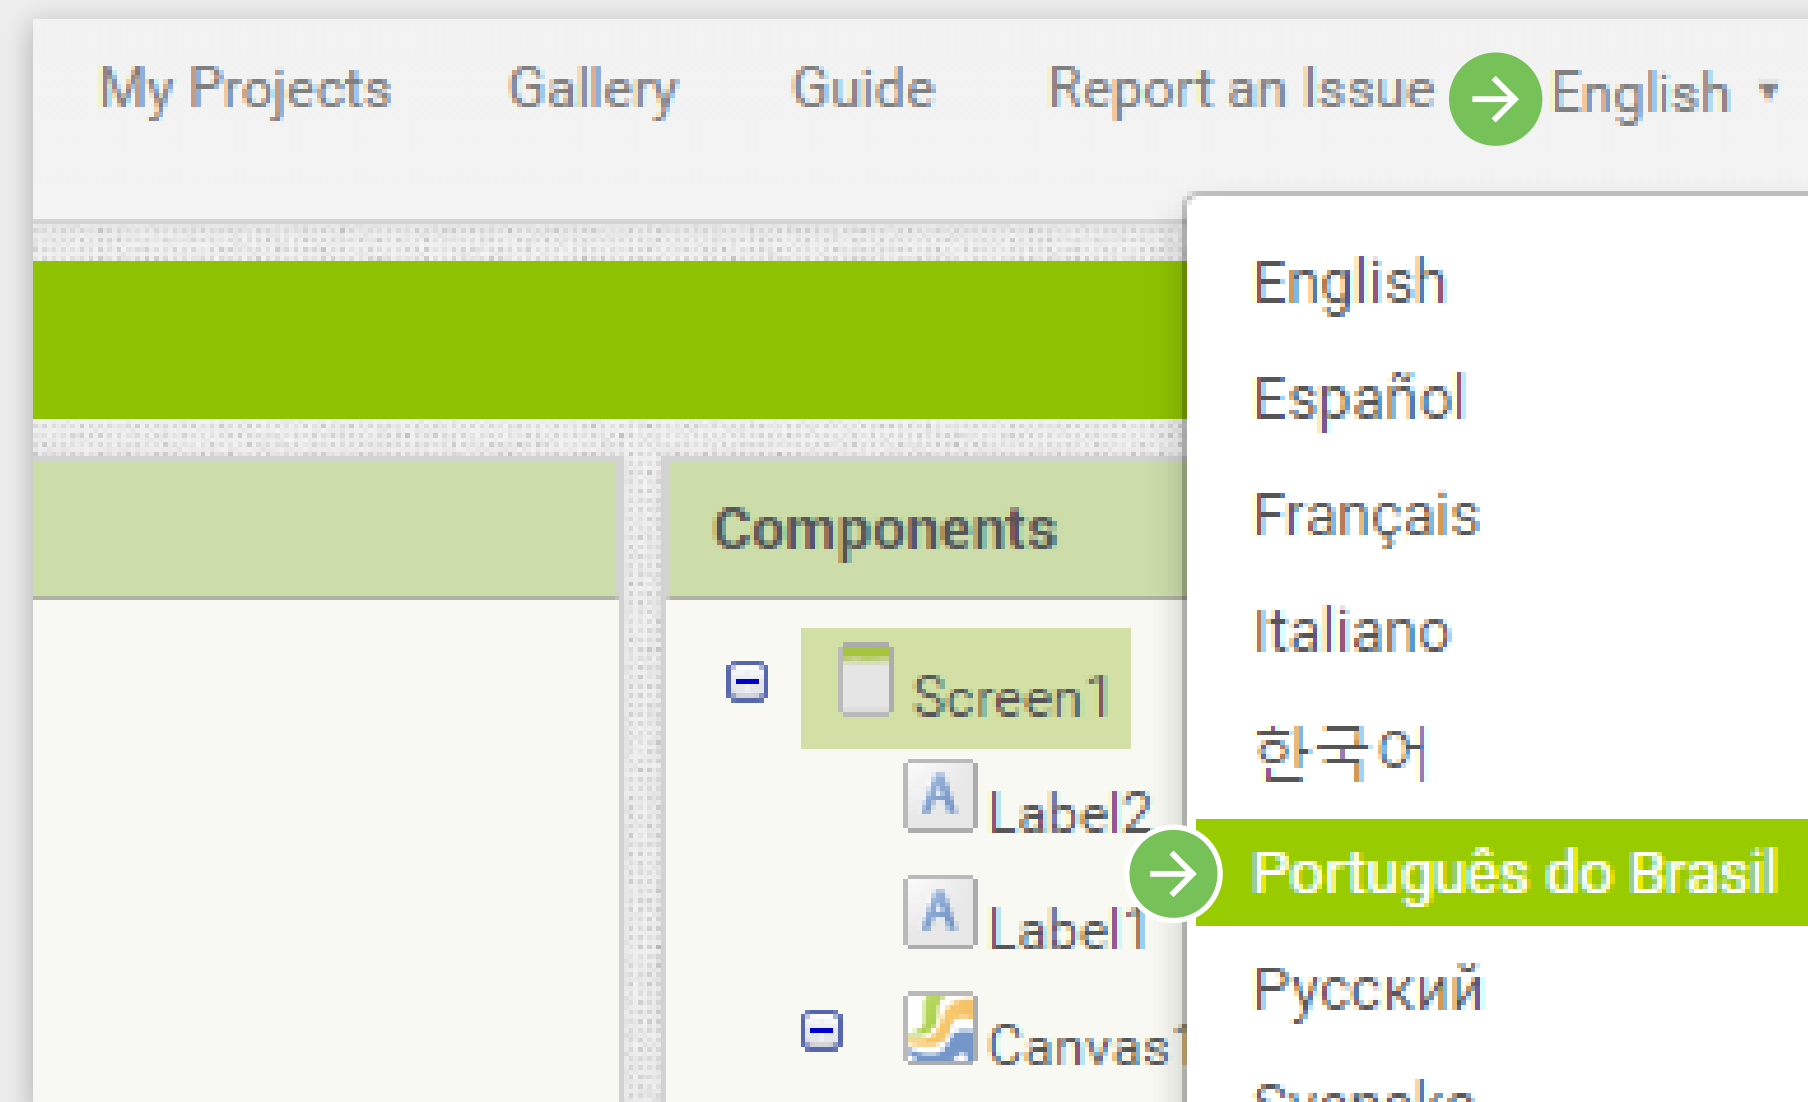 My Projects Gallery Guide Report an Issue English
English
Español
Français
Italiano
한국어
Português do Brasil
Русский
Svenska
Components
Screen1
A Label2
A Label1
Canvas1